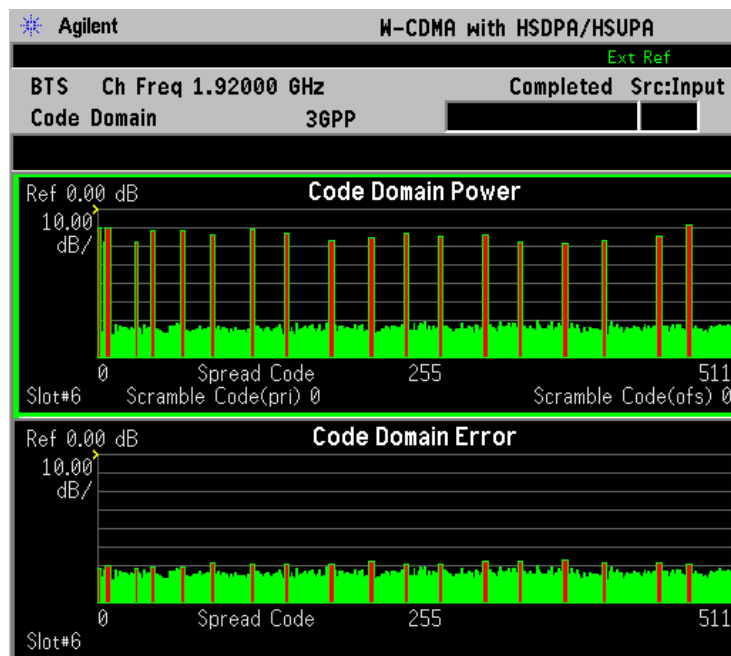 Agilent W-CDMA with HSDPA/HSUPA
Ext Ref
BTS Ch Freq 1.92000 GHz Completed Src:Input
Code Domain 3GPP
Ref 0.00 dB Code Domain Power
10.00
dB/
0 Spread Code 255 511
Slot#6 Scramble Code(pri) 0 Scramble Code(ofs) 0
Ref 0.00 dB Code Domain Error
10.00
dB/
0 Spread Code 255 511
Slot#6